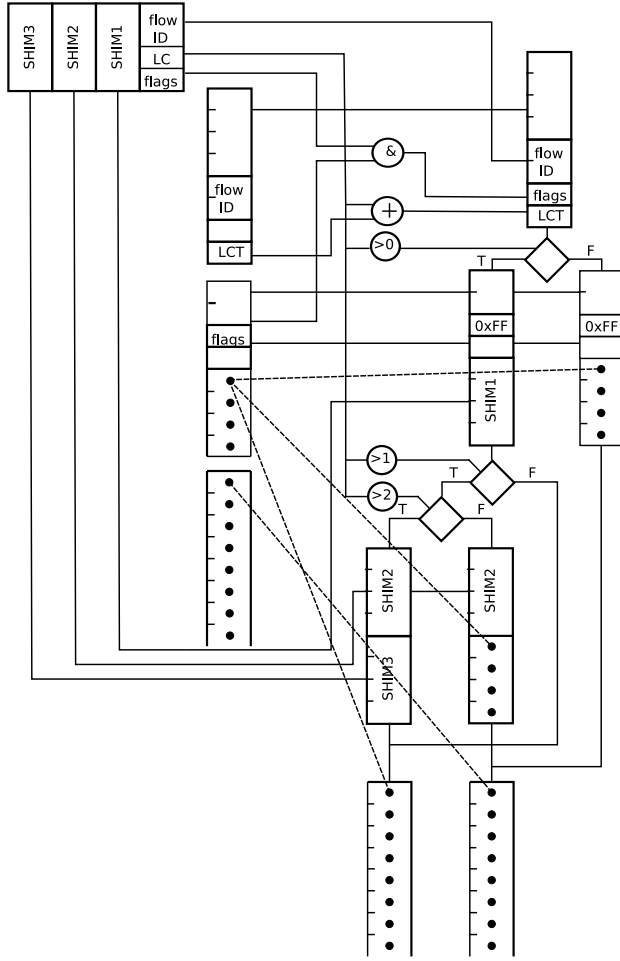 SHIM3
SHIM2
SHIM1
flow
ID
LC
flags
flow
ID
LCT
flags
&
+
>0
flow
ID
flags
LCT
T
F
0xFF
0xFF
SHIM1
>1
>2
T
F
T
F
SHIM2
SHIM2
SHIM3